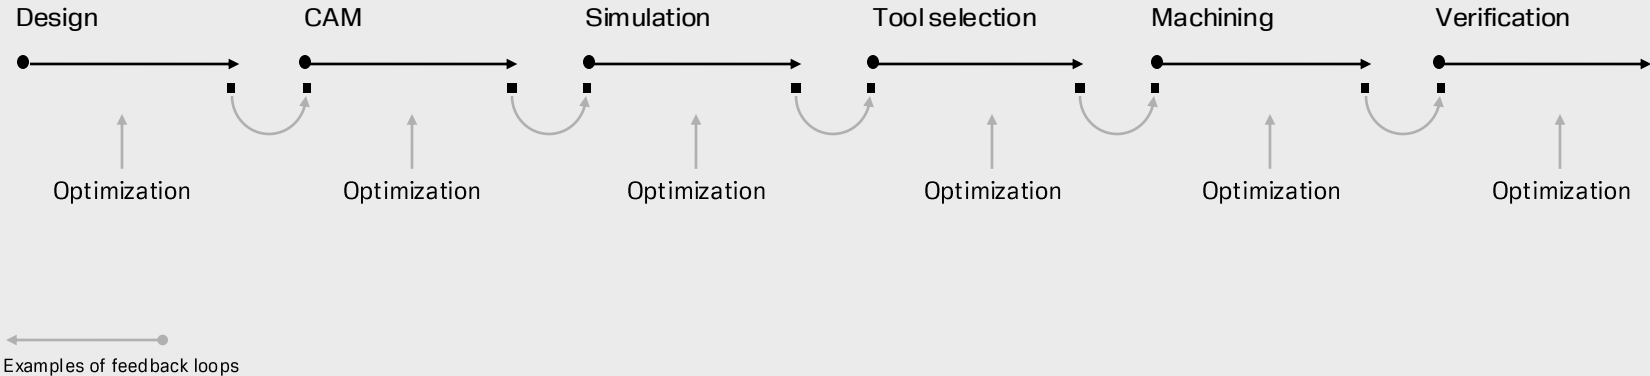 Design
CAM
Simulation
Tool selection
Machining
Verification
Optimization
Optimization
Optimization
Optimization
Optimization
Optimization
Examples of feedback loops